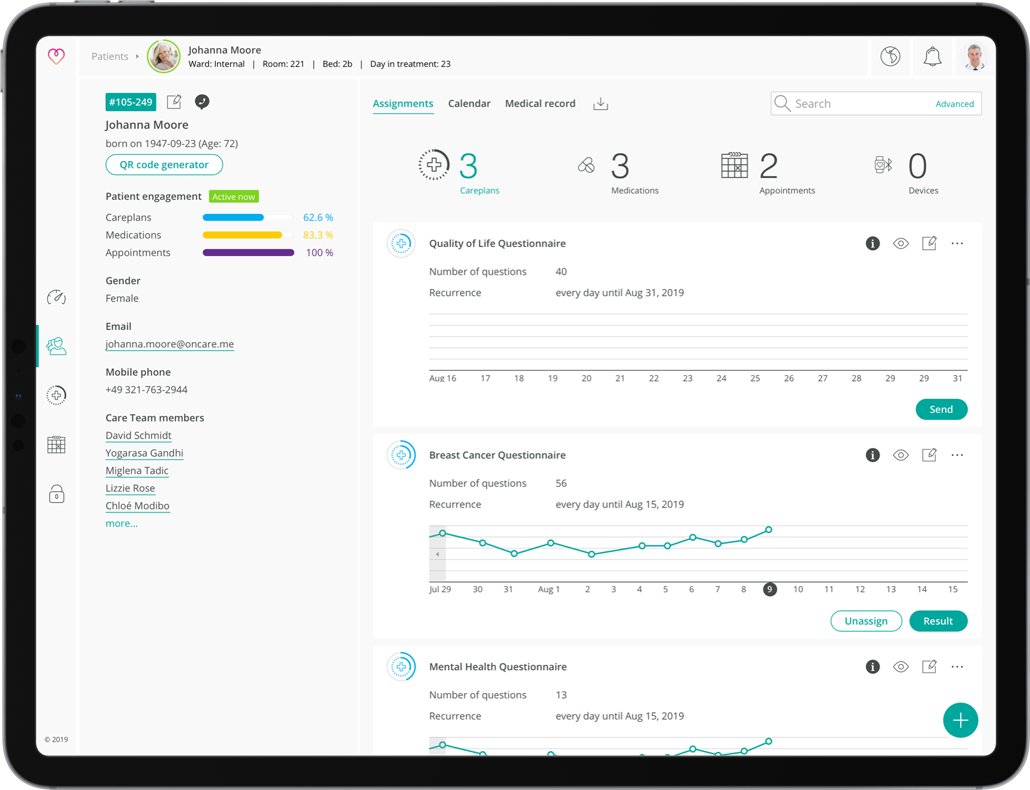 Patients
Johanna Moore
Ward: Internal | Room: 221 | Bed: 2b | Day in treatment: 23
#105-249
Johanna Moore
born on 1947-09-23 (Age: 72)
QR code generator
Patient engagement Active now
Careplans 62.6 %
Medications 83.3 %
Appointments 100 %
Gender
Female
Email
johanna.moore@oncare.me
Mobile phone
+49 321-763-2944
Care Team members
David Schmidt
Yogarasa Gandhi
Miglena Tadic
Lizzie Rose
Chloé Modibo
more...
© 2019
Assignments Calendar Medical record
Search Advanced
3 Careplans
3 Medications
2 Appointments
0 Devices
Quality of Life Questionnaire
Number of questions 40
Recurrence every day until Aug 31, 2019
Aug 16 17 18 19 20 21 22 23 24 25 26 27 28 29 29 31
Send
Breast Cancer Questionnaire
Number of questions 56
Recurrence every day until Aug 15, 2019
Jul 29 30 31 Aug 1 2 3 4 5 6 7 8 9 10 11 12 13 14 15
Unassign Result
Mental Health Questionnaire
Number of questions 13
Recurrence every day until Aug 15, 2019